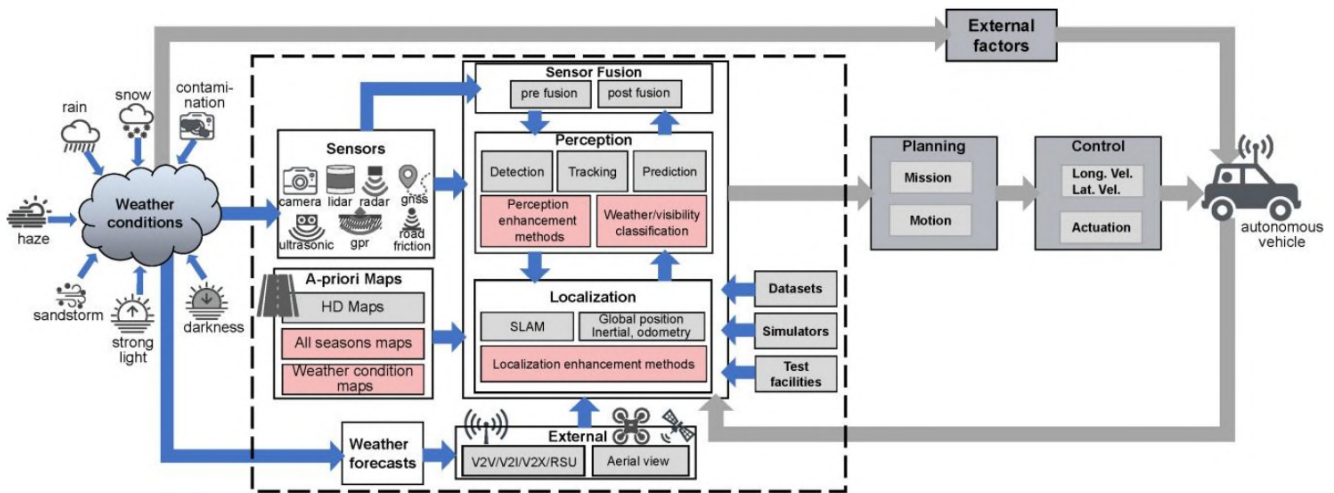 External
factors
rain
snow
contami-
nation
Weather
conditions
haze
sandstorm
strong
light
darkness
Sensors
camera
lidar
radar
gnss
ultrasonic
gpr
road
friction
A-priori Maps
HD Maps
All seasons maps
Weather condition
maps
Weather
forecasts
Sensor Fusion
pre fusion
post fusion
Perception
Detection
Tracking
Prediction
Perception
enhancement
methods
Weather/visibility
classification
Localization
SLAM
Global position
Inertial, odometry
Localization enhancement methods
External
V2V/V2I/V2X/RSU
Aerial view
Datasets
Simulators
Test
facilities
Planning
Mission
Motion
Control
Long. Vel.
Lat. Vel.
Actuation
autonomous
vehicle